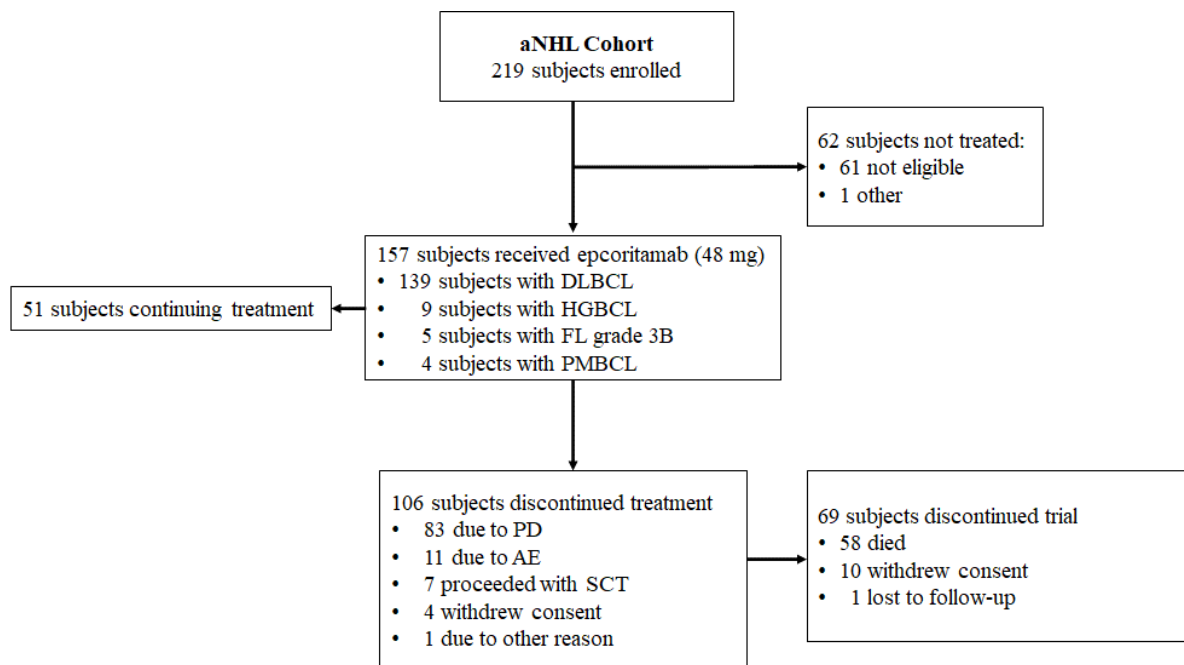 aNHL Cohort
219 subjects enrolled
62 subjects not treated:
• 61 not eligible
• 1 other
157 subjects received epcoritamab (48 mg)
• 139 subjects with DLBCL
• 9 subjects with HGBCL
• 5 subjects with FL grade 3B
• 4 subjects with PMBCL
51 subjects continuing treatment
106 subjects discontinued treatment
• 83 due to PD
• 11 due to AE
• 7 proceeded with SCT
• 4 withdrew consent
• 1 due to other reason
69 subjects discontinued trial
• 58 died
• 10 withdrew consent
• 1 lost to follow-up